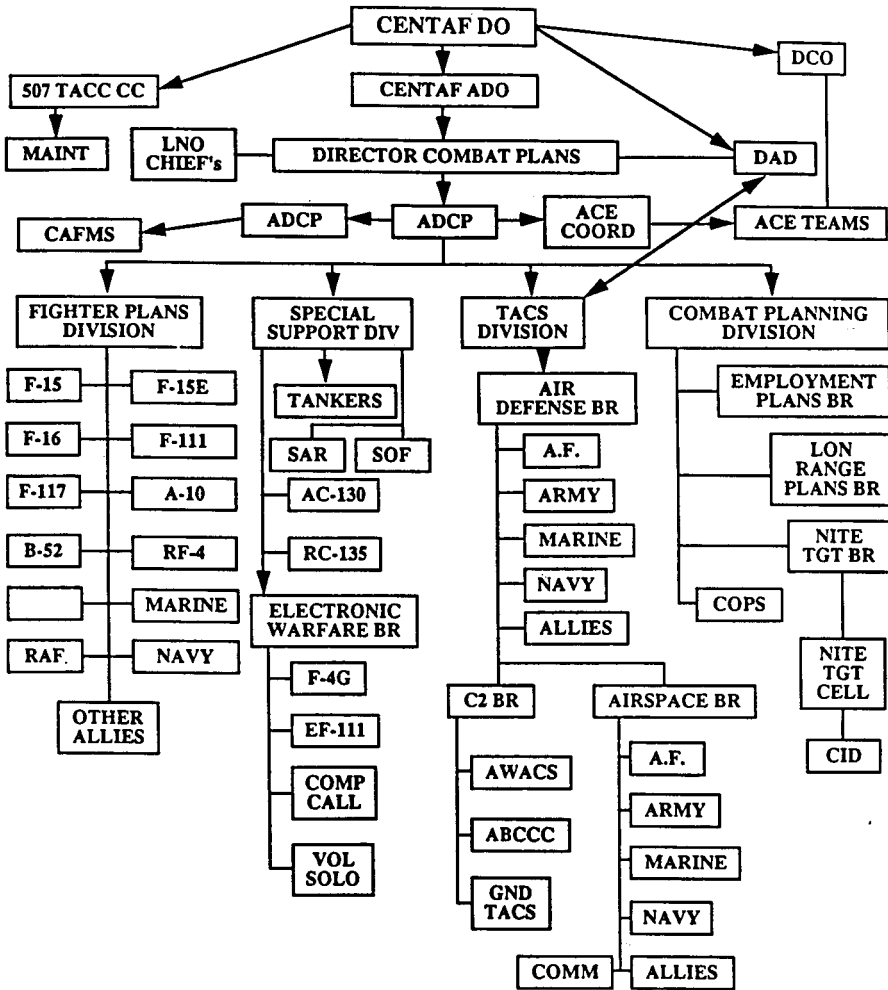 CENTAF DO
DCO
507 TACC CC
CENTAF ADO
MAINT
LNO
CHIEF's
DIRECTOR COMBAT PLANS
DAD
CAFMS
ADCP
ADCP
ACE
COORD
ACE TEAMS
FIGHTER PLANS
DIVISION
F-15
F-15E
F-16
F-111
F-117
A-10
B-52
RF-4
MARINE
RAF
NAVY
OTHER
ALLIES
SPECIAL
SUPPORT DIV
TANKERS
SAR
SOF
AC-130
RC-135
ELECTRONIC
WARFARE BR
F-4G
EF-111
COMP
CALL
VOL
SOLO
TACS
DIVISION
AIR
DEFENSE BR
A.F.
ARMY
MARINE
NAVY
ALLIES
C2 BR
AWACS
ABCCC
GND
TACS
AIRSPACE BR
A.F.
ARMY
MARINE
NAVY
COMM
ALLIES
COMBAT PLANNING
DIVISION
EMPLOYMENT
PLANS BR
LON
RANGE
PLANS BR
NITE
TGT BR
COPS
NITE
TGT
CELL
CID